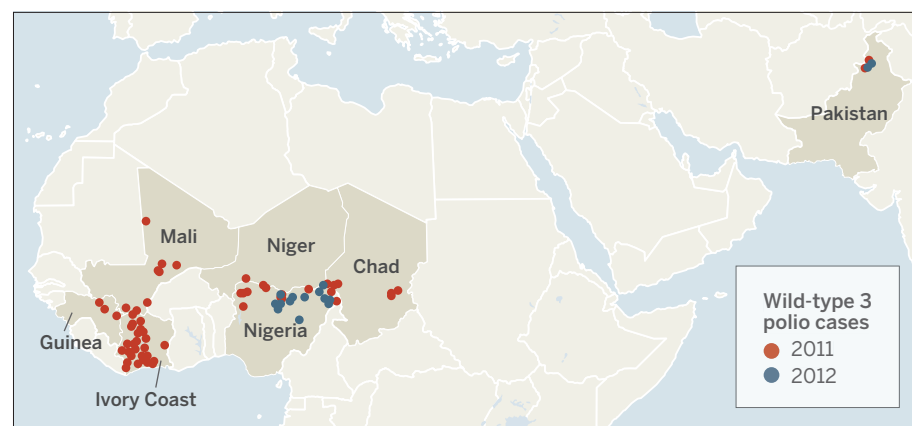 Pakistan
Mali
Niger
Chad
Guinea
Nigeria
Ivory Coast
Wild-type 3
polio cases
2011
2012